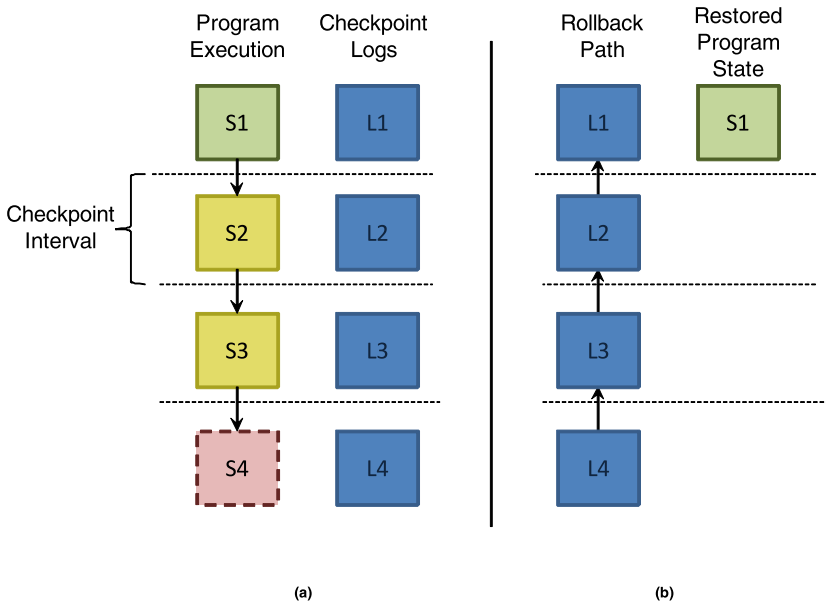 Program
Execution
Checkpoint
Logs
S1
L1
Checkpoint
Interval
S2
L2
S3
L3
S4
L4
(a)
Rollback
Path
Restored
Program
State
L1
S1
L2
L3
L4
(b)